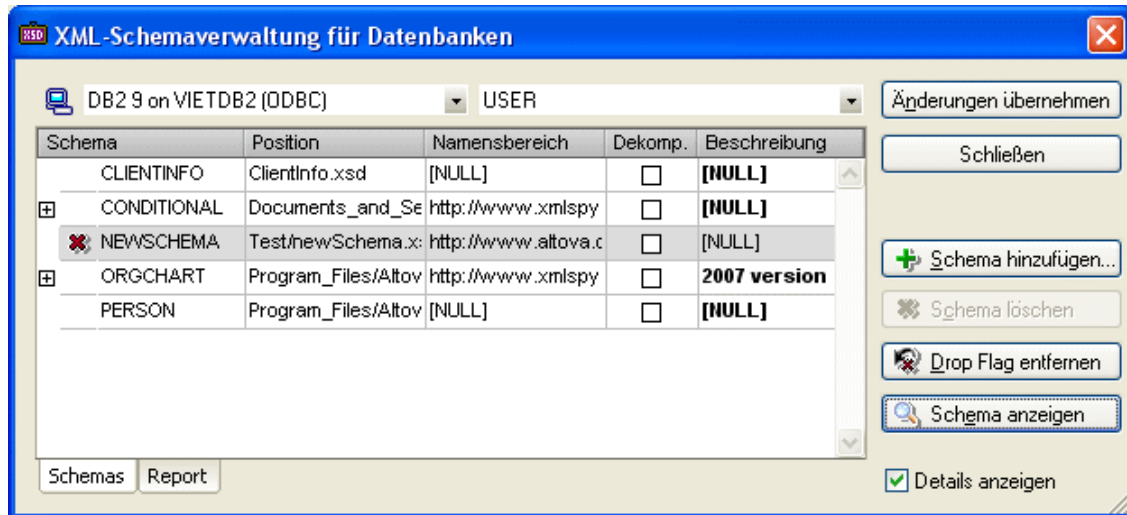 XSD XML-Schemaverwaltung für Datenbanken
DB2 9 on VIETDB2 (ODBC) USER
Änderungen übernehmen
Schließen
Schema Position Namensbereich Dekomp. Beschreibung
CLIENTINFO ClientInfo.xsd [NULL] [NULL]
CONDITIONAL Documents_and_Se http://www.xmlspy [NULL]
NEWSCHEMA Test/newSchema.x http://www.altova.c [NULL]
ORGCHART Program_Files/Altov http://www.xmlspy 2007 version
PERSON Program_Files/Altov [NULL] [NULL]
Schema hinzufügen...
Schema löschen
Drop Flag entfernen
Schema anzeigen
Schemas Report
Details anzeigen